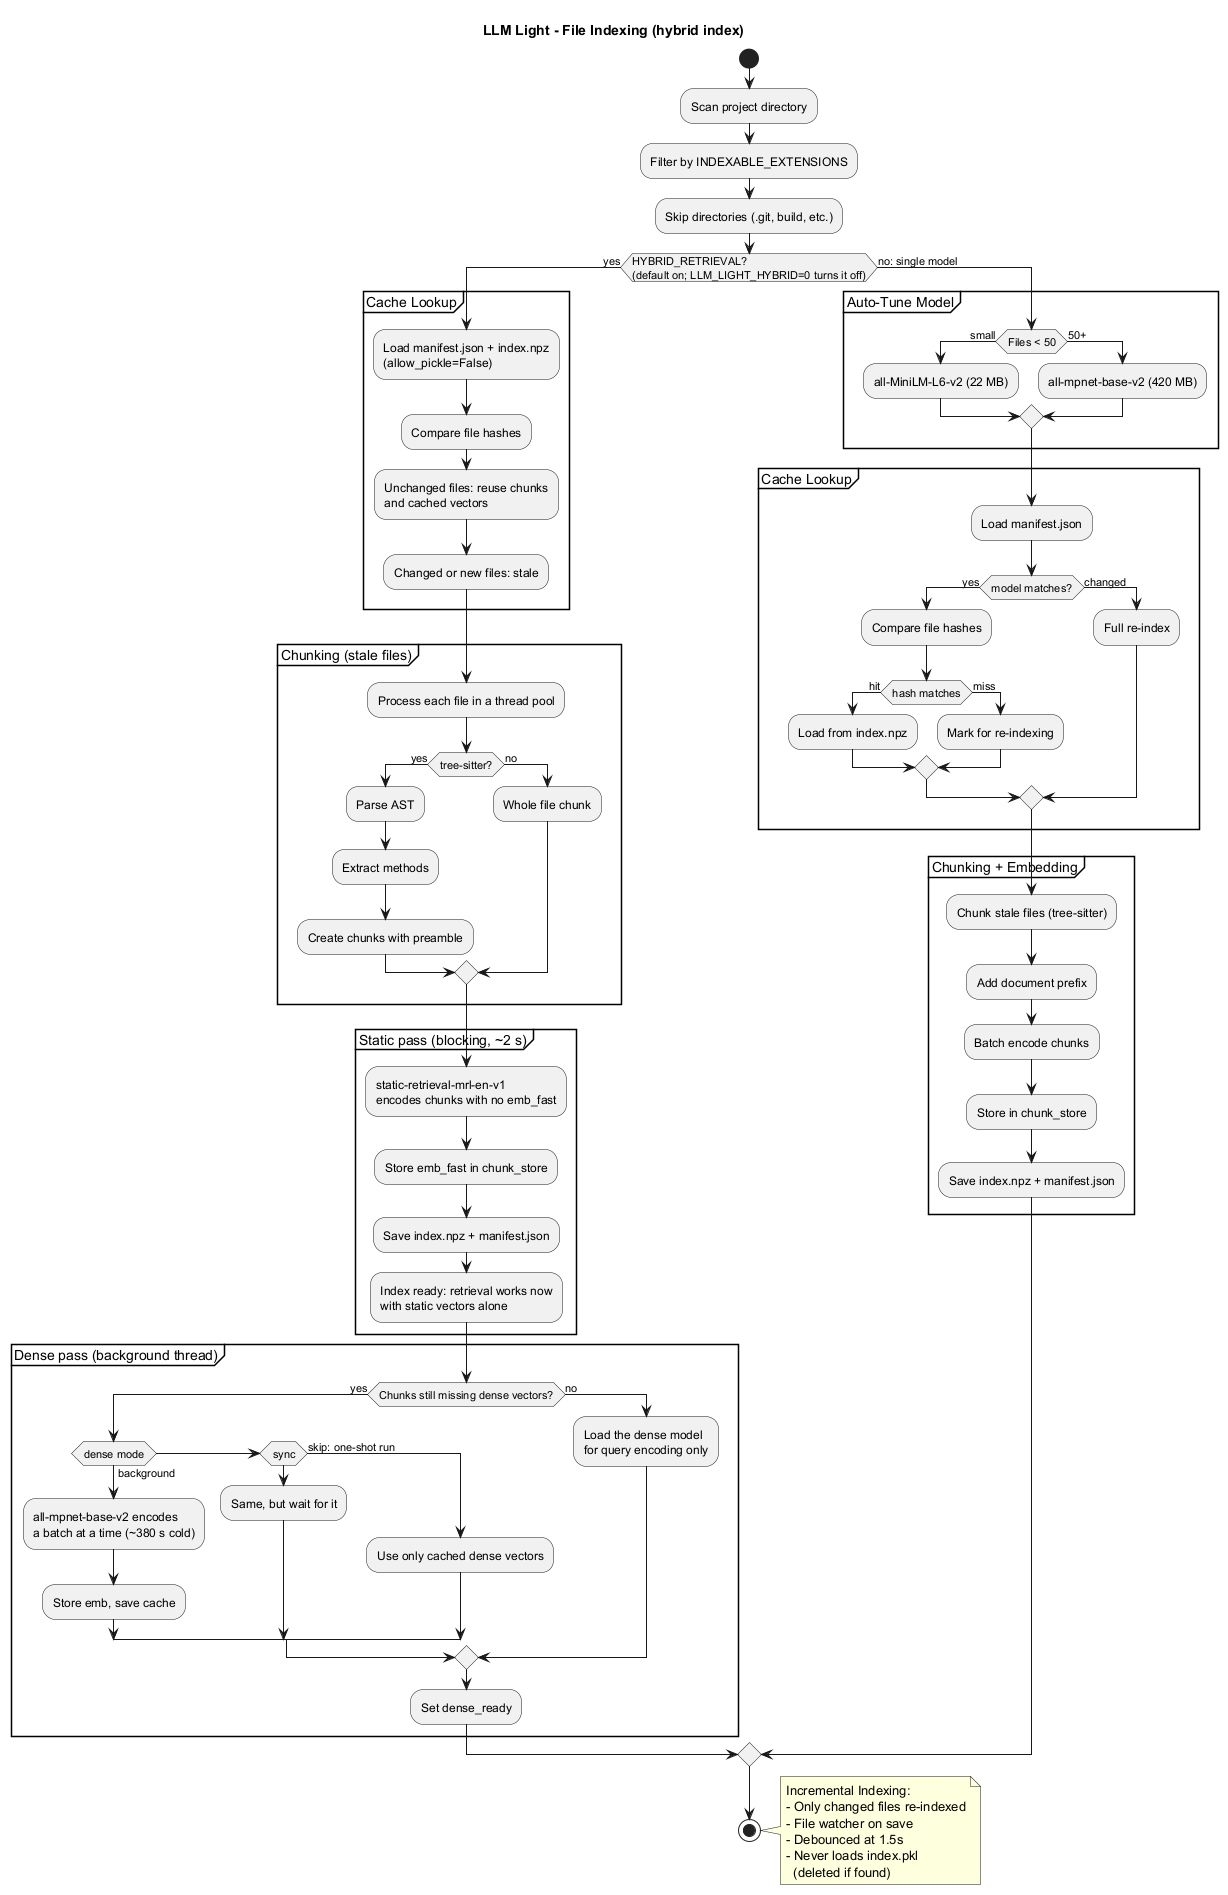 LLM Light - File Indexing (hybrid index)
Scan project directory
Filter by INDEXABLE_EXTENSIONS
Skip directories (.git, build, etc.)
yes
HYBRID_RETRIEVAL?
(default on; LLM_LIGHT_HYBRID=0 turns it off)
no: single model
Cache Lookup
Load manifest.json + index.npz
(allow_pickle=False)
Compare file hashes
Unchanged files: reuse chunks
and cached vectors
Changed or new files: stale
Chunking (stale files)
Process each file in a thread pool
yes
tree-sitter?
no
Parse AST
Whole file chunk
Extract methods
Create chunks with preamble
Static pass (blocking, ~2 s)
static-retrieval-mrl-en-v1
encodes chunks with no emb_fast
Store emb_fast in chunk_store
Save index.npz + manifest.json
Index ready: retrieval works now
with static vectors alone
Dense pass (background thread)
yes
Chunks still missing dense vectors?
no
dense mode
background
sync
skip: one-shot run
Load the dense model
for query encoding only
all-mpnet-base-v2 encodes
a batch at a time (~380 s cold)
Same, but wait for it
Use only cached dense vectors
Store emb, save cache
Set dense_ready
Auto-Tune Model
small
Files < 50
50+
all-MiniLM-L6-v2 (22 MB)
all-mpnet-base-v2 (420 MB)
Cache Lookup
Load manifest.json
yes
model matches?
changed
Compare file hashes
Full re-index
hit
hash matches
miss
Load from index.npz
Mark for re-indexing
Chunking + Embedding
Chunk stale files (tree-sitter)
Add document prefix
Batch encode chunks
Store in chunk_store
Save index.npz + manifest.json
Incremental Indexing:
- Only changed files re-indexed
- File watcher on save
- Debounced at 1.5s
- Never loads index.pkl
(deleted if found)